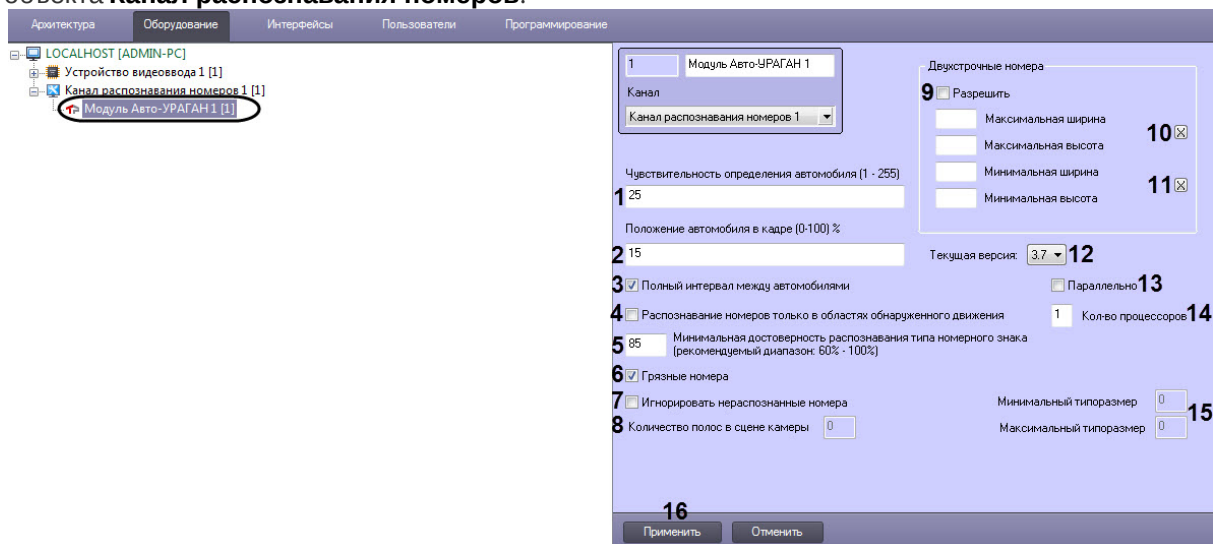 объекта Канал распознавания номеров.
Архитектура Оборудование Интерфейсы Пользователи Программирование
LOCALHOST [ADMIN-PC]
Устройство видеоввода 1 [1]
Канал распознавания номеров 1 [1]
Модуль Авто-УРАГАН 1 [1]
1 Модуль Авто-УРАГАН 1
Канал
Канал распознавания номеров 1
Двухстрочные номера
9 Разрешить
Максимальная ширина
10
Максимальная высота
Минимальная ширина
11
Минимальная высота
Чувствительность определения автомобиля (1 - 255)
1 25
Положение автомобиля в кадре (0-100) %
2 15
Текущая версия: 3.7 12
3 Полный интервал между автомобилями
Параллельно 13
4 Распознавание номеров только в областях обнаруженного движения
1 Кол-во процессоров 14
5 85 Минимальная достоверность распознавания типа номерного знака
(рекомендуемый диапазон: 60% - 100%)
6 Грязные номера
7 Игнорировать нераспознанные номера
Минимальный типоразмер 0
15
8 Количество полос в сцене камеры 0
Максимальный типоразмер 0
16
Применить Отменить